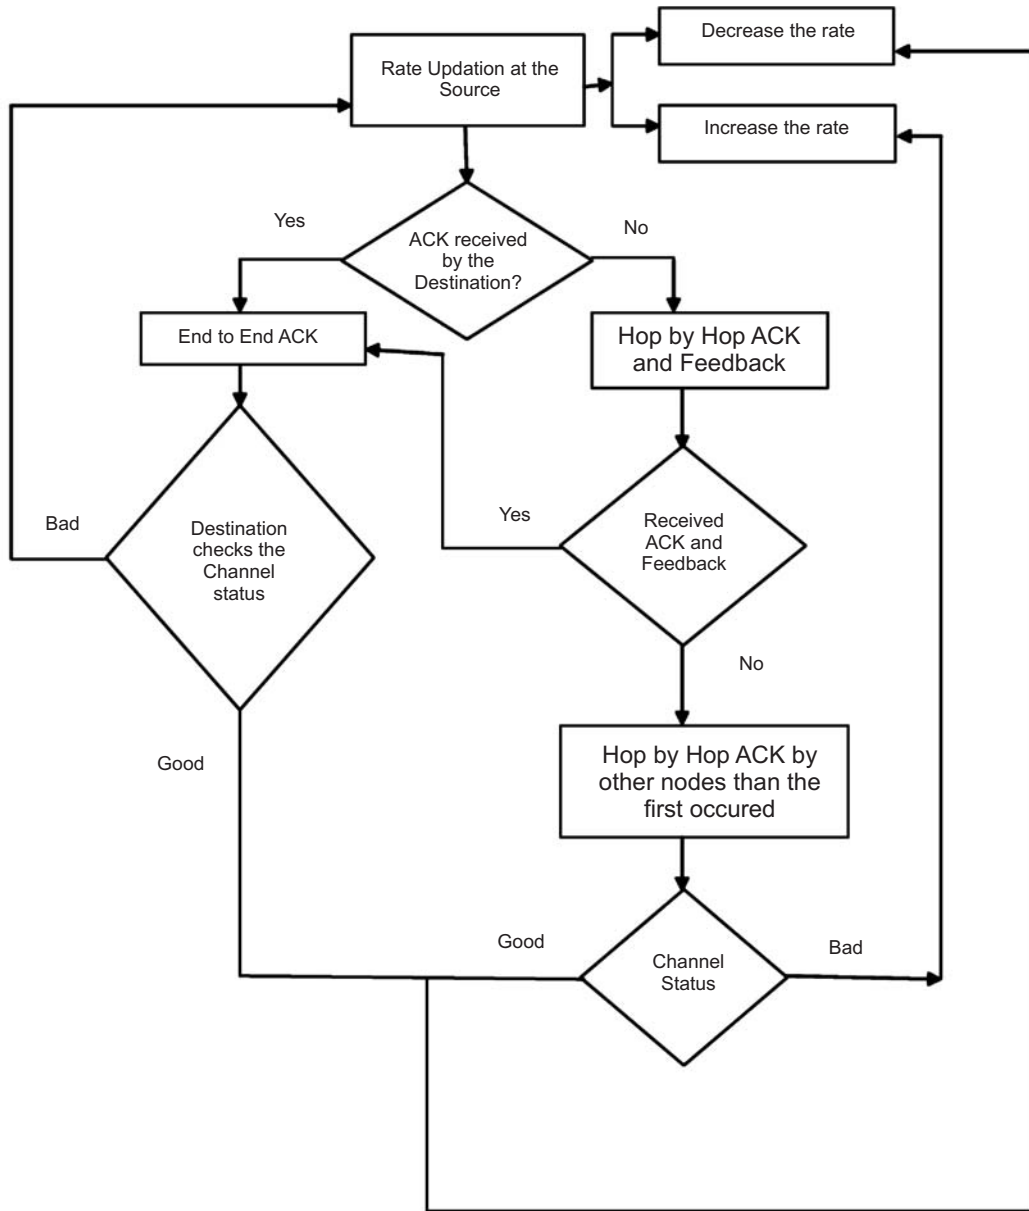 Decrease the rate
Rate Updation at the
Source
Increase the rate
Yes
No
ACK received
by the
Destination?
End to End ACK
Hop by Hop ACK
and Feedback
Bad
Destination
checks the
Channel
status
Yes
Received
ACK and
Feedback
No
Good
Hop by Hop ACK by
other nodes than the
first occured
Good
Bad
Channel
Status